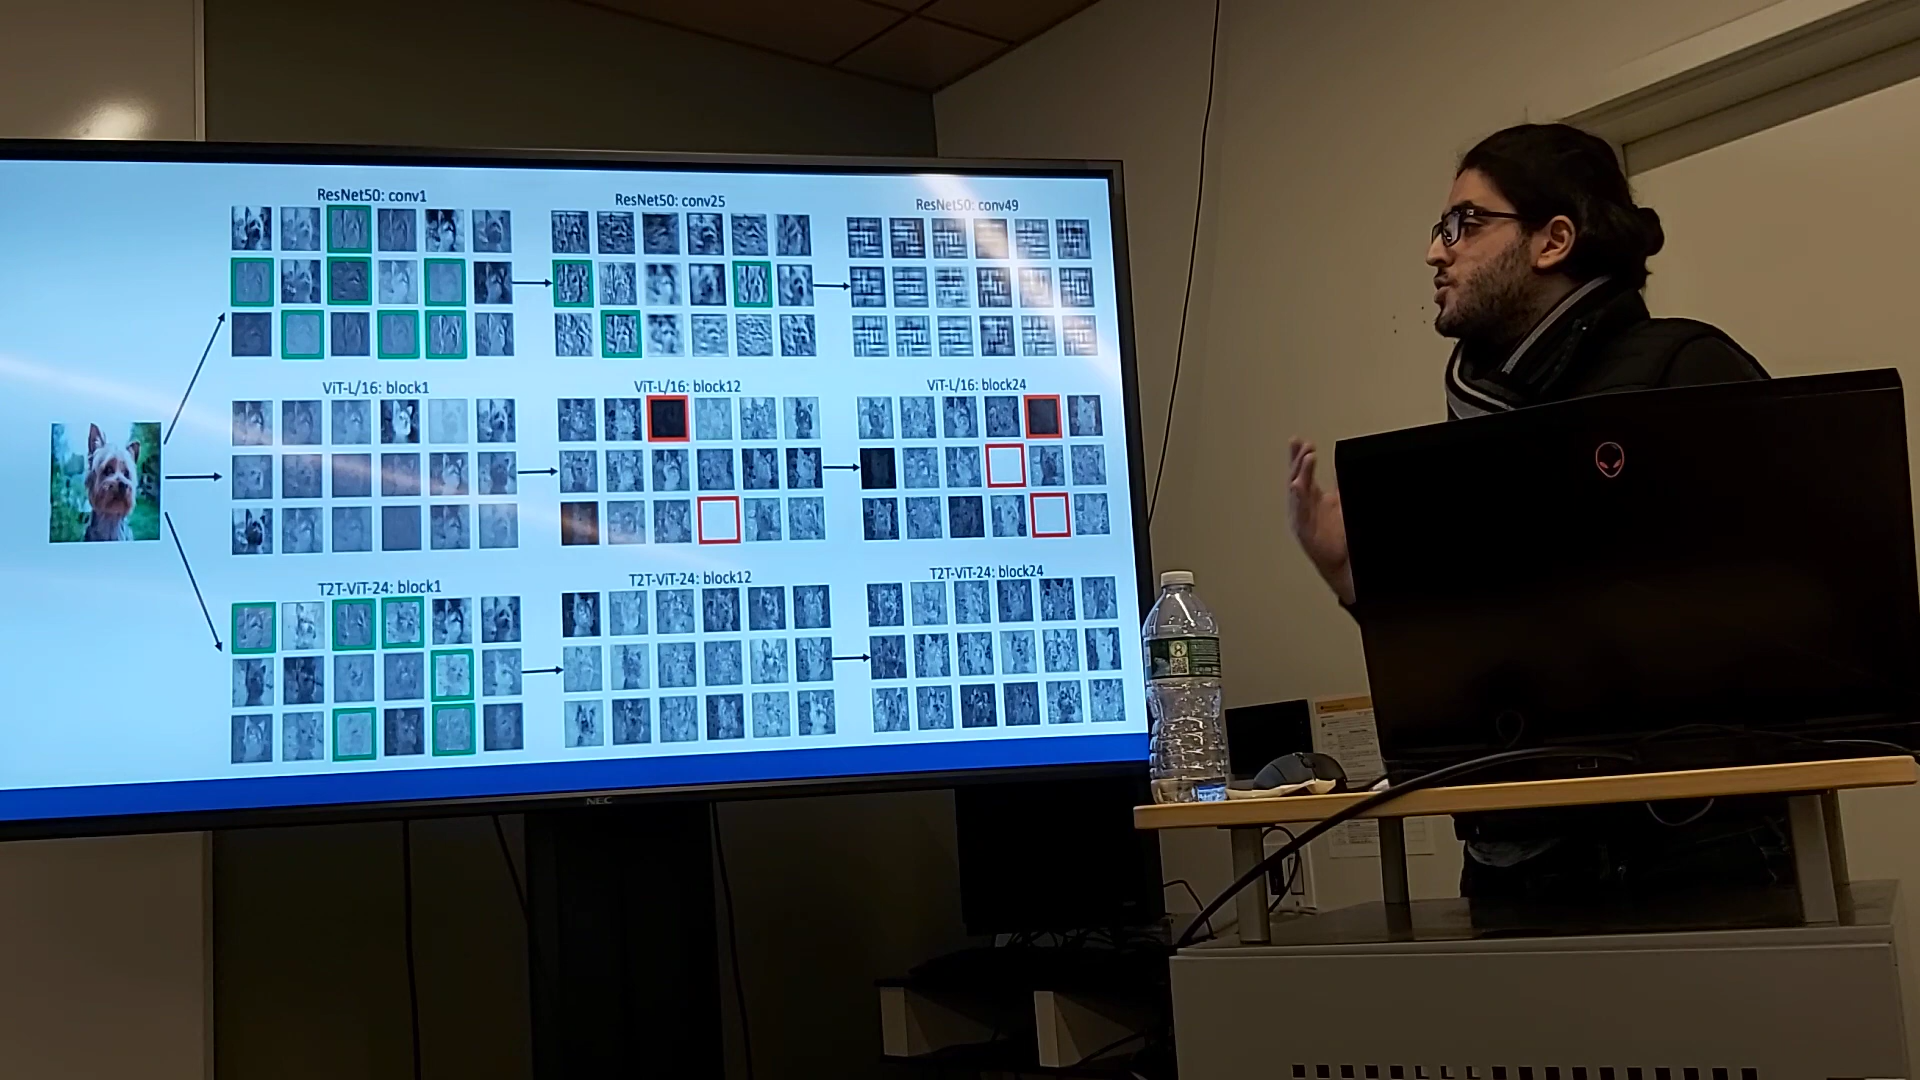 ResNet50: conv1
ResNet50: conv25
ResNet50: conv49
ViT-L/16: block1
ViT-L/16: block12
ViT-L/16: block24
T2T-ViT-24: block1
T2T-ViT-24: block12
T2T-ViT-24: block24
NEC